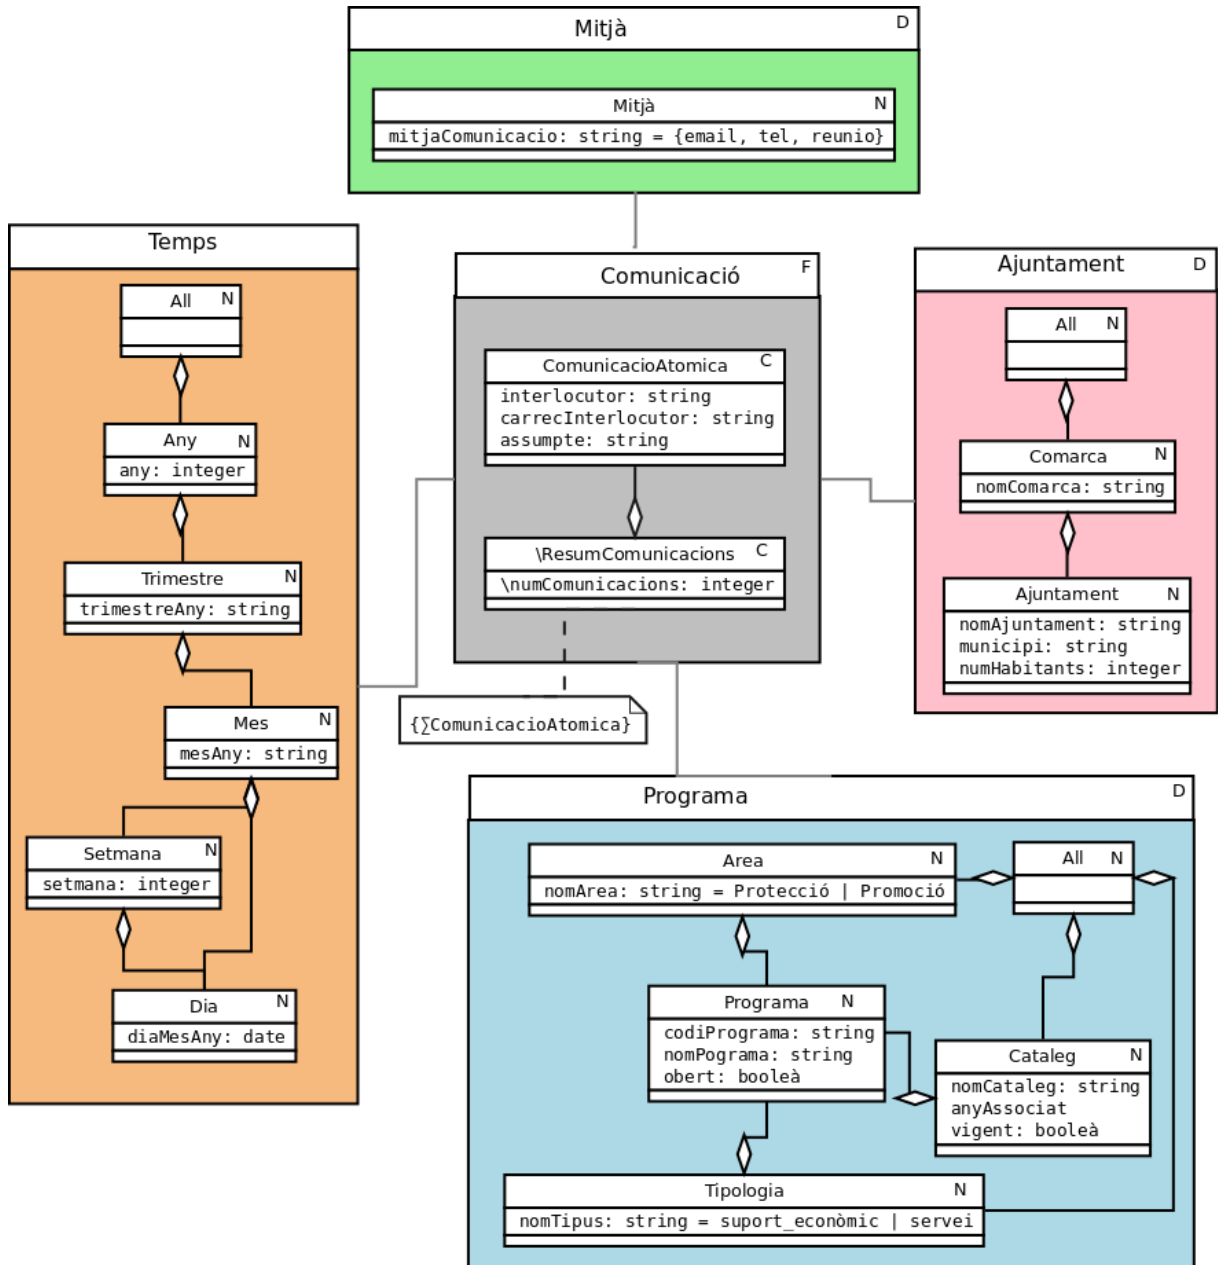 Mitjà
D
Mitjà
N
mitjaComunicacio: string = {email, tel, reunio}
Temps
All
N
Any
N
any: integer
Trimestre
N
trimestreAny: string
Mes
N
mesAny: string
Setmana
N
setmana: integer
Dia
N
diaMesAny: date
Comunicació
F
ComunicacioAtomica
C
interlocutor: string
carrecInterlocutor: string
assumpte: string
\ResumComunicacions
C
\numComunicacions: integer
{∑ComunicacioAtomica}
Ajuntament
D
All
N
Comarca
N
nomComarca: string
Ajuntament
N
nomAjuntament: string
municipi: string
numHabitants: integer
Programa
D
Area
N
nomArea: string = Protecció | Promoció
All
N
Programa
N
codiPrograma: string
nomPograma: string
obert: booleà
Cataleg
N
nomCataleg: string
anyAssociat
vigent: booleà
Tipologia
N
nomTipus: string = suport_econòmic | servei